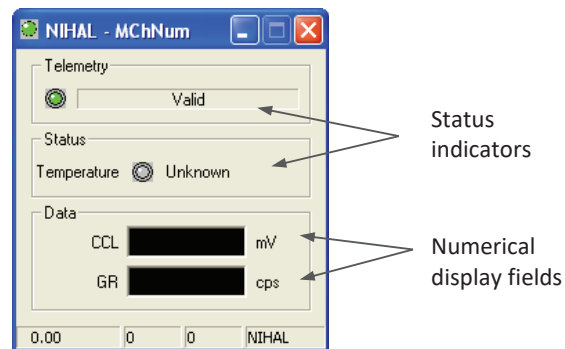 NIHAL - MChNum
Telemetry
Valid
Status
Temperature Unknown
Data
CCL mV
GR cps
0.00 0 0 NIHAL
Status
indicators
Numerical
display fields